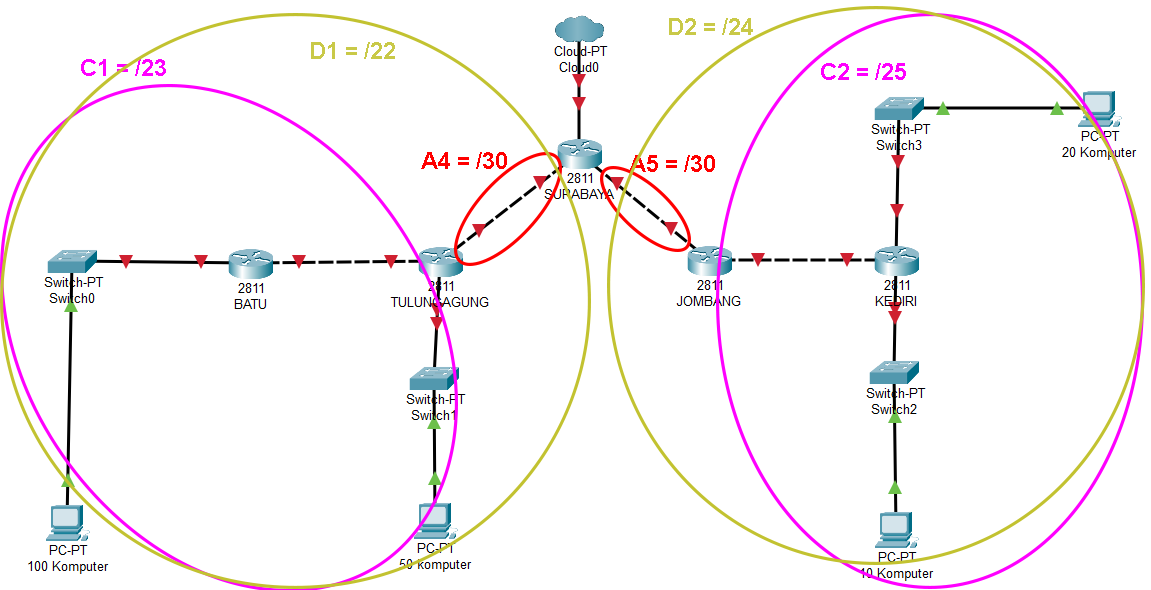 D1 = /22
D2 = /24
C1 = /23
C2 = /25
Cloud-PT
Cloud0
A4 = /30
A5 = /30
2811
SURABAYA
Switch-PT
Switch3
PC-PT
20 Komputer
Switch-PT
Switch0
2811
BATU
2811
TULUNGAGUNG
2811
JOMBANG
2811
KEDIRI
Switch-PT
Switch1
Switch-PT
Switch2
PC-PT
100 Komputer
PC-PT
50 komputer
PC-PT
10 Komputer